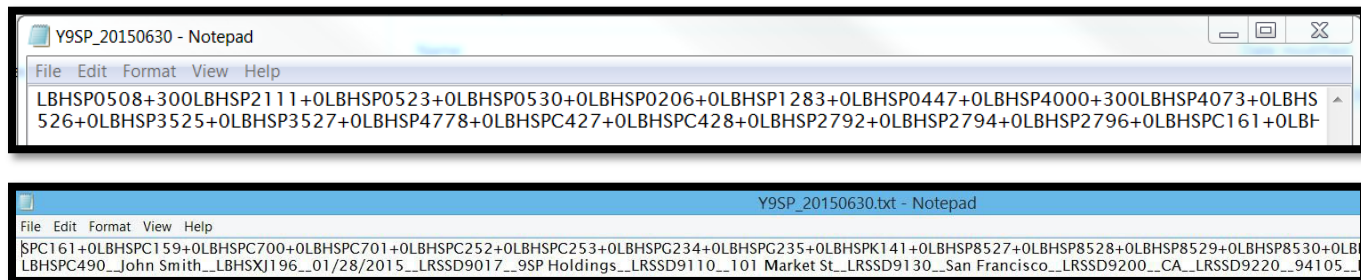 Y9SP_20150630 - Notepad
File Edit Format View Help
LBHSP0508+300LBHSP2111+0LBHSP0523+0LBHSP0530+0LBHSP0206+0LBHSP1283+0LBHSP0447+0LBHSP4000+300LBHSP4073+0LBHS
526+0LBHSP3525+0LBHSP3527+0LBHSP4778+0LBHSPC427+0LBHSPC428+0LBHSP2792+0LBHSP2794+0LBHSP2796+0LBHSPC161+0LBH
Y9SP_20150630.txt - Notepad
File Edit Format View Help
SPC161+0LBHSPC159+0LBHSPC700+0LBHSPC701+0LBHSPC252+0LBHSPC253+0LBHSPG234+0LBHSPG235+0LBHSPK141+0LBHSP8527+0LBHSP8528+0LBHSP8529+0LBHSP8530+0LB
LBHSPC490__John Smith__LBHSXJ196__01/28/2015__LRSSD9017__9SP Holdings__LRSSD9110__101 Market St__LRSSD9130__San Francisco__LRSSD9200__CA__LRSSD9220__94105__L